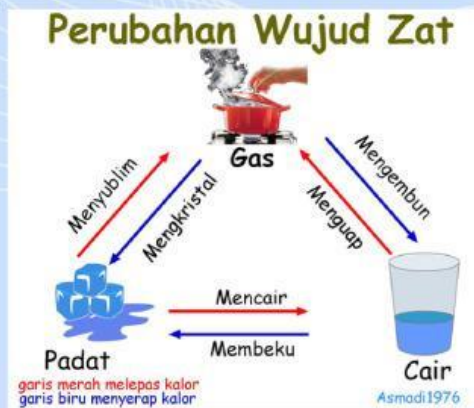 Perubahan Wujud Zat
Gas
Menyublim
Mengkristal
Menguap
Mengembun
Mencair
Membeku
Padat
Cair
garis merah melepas kalor
garis biru menyerap kalor
Asmadi1976